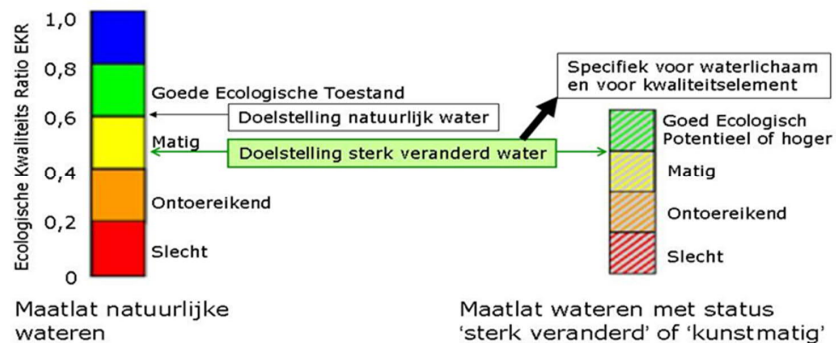 Ecologische Kwaliteits Ratio EKR
1,0
0,8
0,6
0,4
0,2
0
Goede Ecologische Toestand
Doelstelling natuurlijk water
Matig
Doelstelling sterk veranderd water
Ontoereikend
Slecht
Maatlat natuurlijke
wateren
Specifiek voor waterlichaam
en voor kwaliteitselement
Goed Ecologisch
Potentieel of hoger
Matig
Ontoereikend
Slecht
Maatlat wateren met status
‘sterk veranderd’ of ‘kunstmatig’